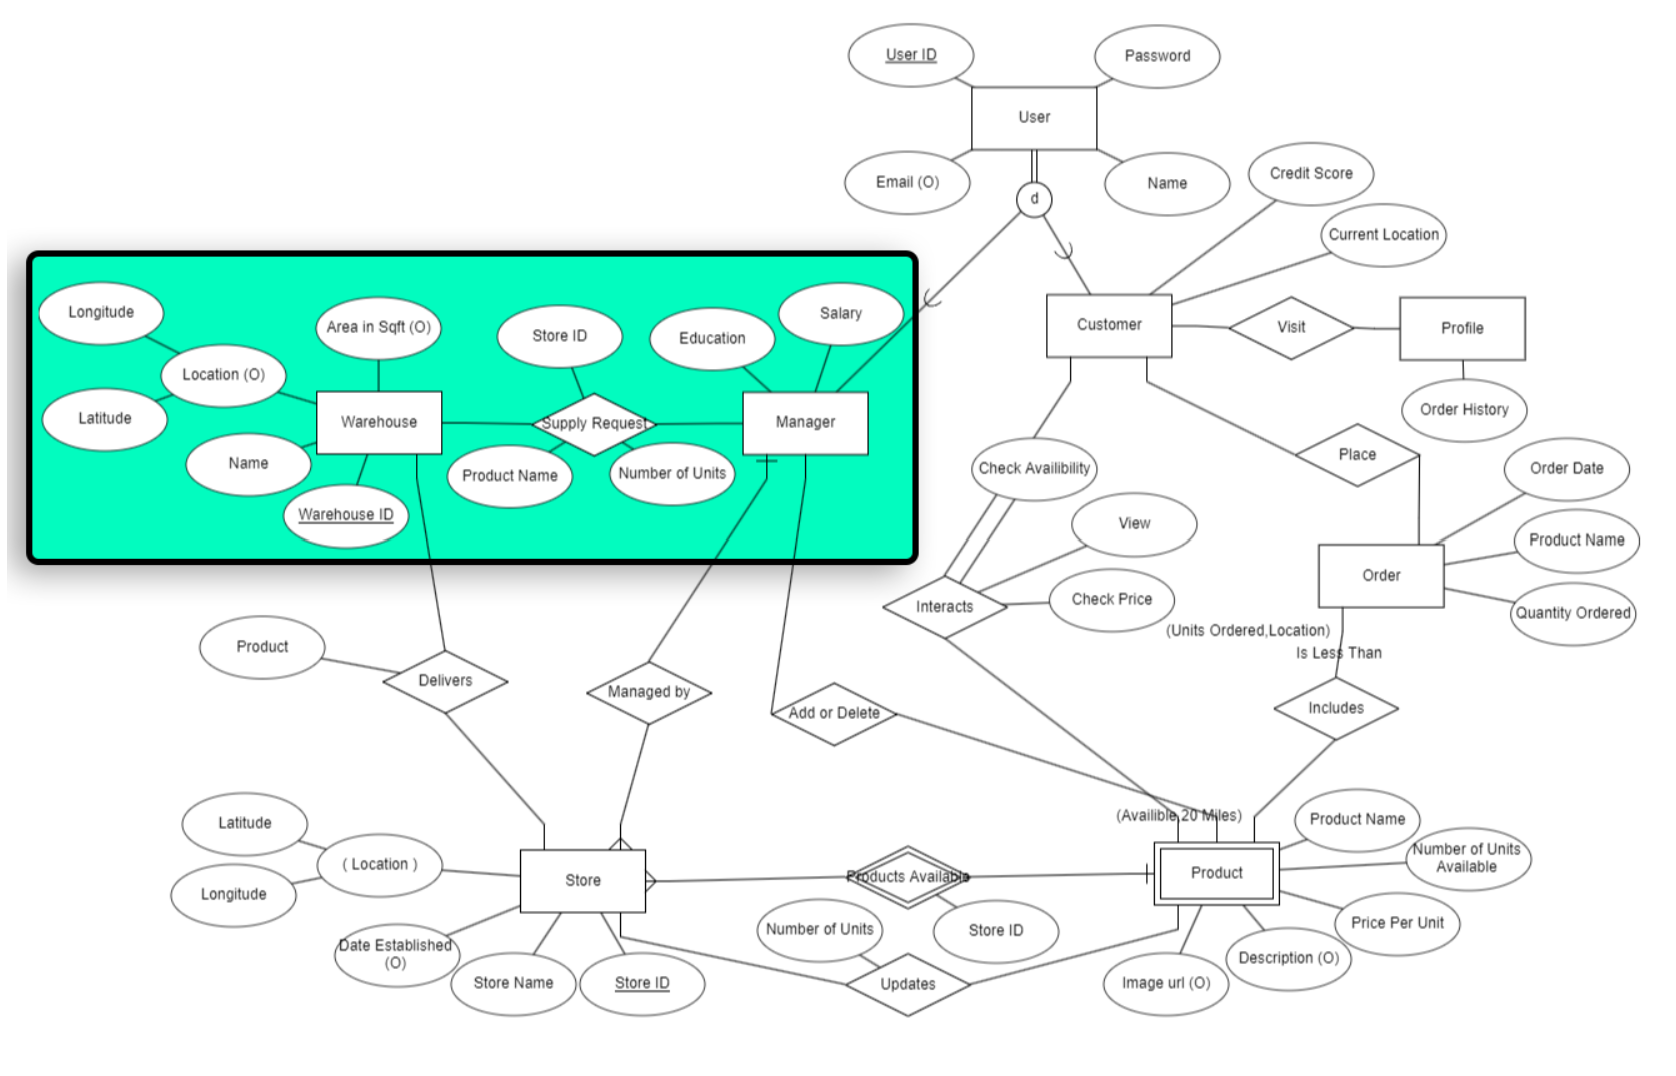 User ID
Password
User
Email (O)
Name
d
Credit Score
Current Location
Customer
Visit
Profile
Order History
Longitude
Area in Sqft (O)
Store ID
Education
Salary
Location (O)
Latitude
Warehouse
Supply Request
Manager
Name
Product Name
Number of Units
Warehouse ID
Check Availibility
Place
Order Date
View
Product Name
Interacts
Check Price
Order
Quantity Ordered
(Units Ordered,Location)
Is Less Than
Product
Delivers
Managed by
Add or Delete
Includes
Latitude
( Location )
Longitude
Store
Products Available
(Availible,20 Miles)
Product
Product Name
Number of Units
Available
Price Per Unit
Date Established
(O)
Store Name
Store ID
Number of Units
Store ID
Updates
Image url (O)
Description (O)